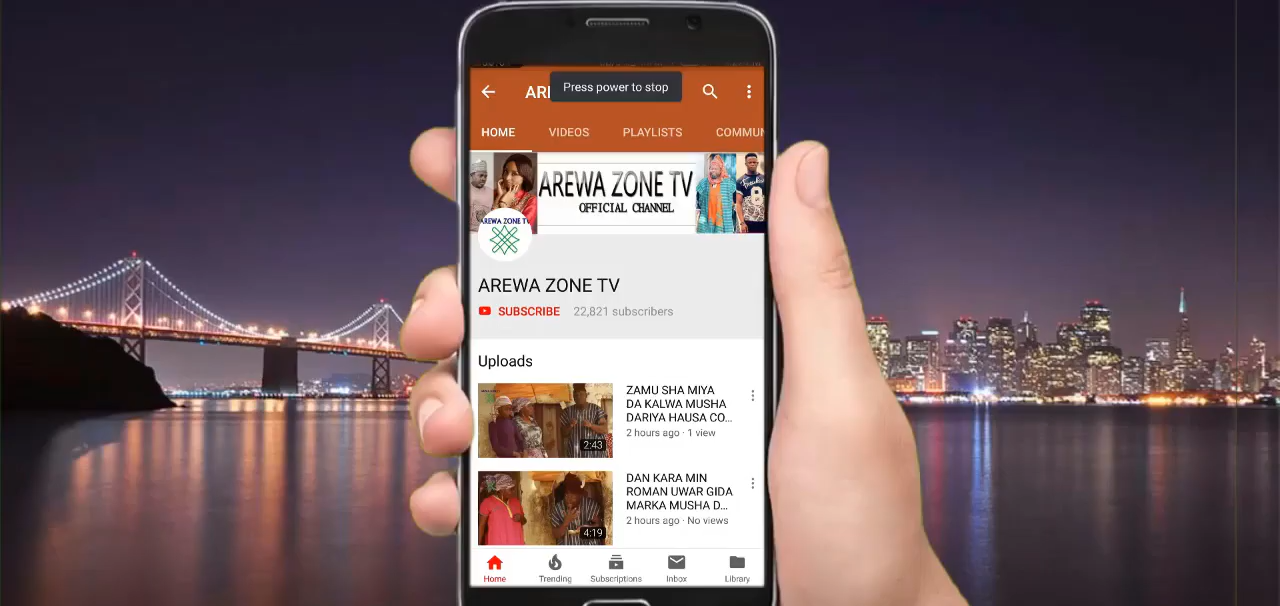 ARE
Press power to stop
HOME VIDEOS PLAYLISTS COMMUN
AREWA ZONE TV
OFFICIAL CHANNEL
AREWA ZONE TV
AREWA ZONE TV
SUBSCRIBE 22,821 subscribers
Uploads
ZAMU SHA MIYA
DA KALWA MUSHA
DARIYA HAUSA CO...
2 hours ago · 1 view
2:43
DAN KARA MIN
ROMAN UWAR GIDA
MARKA MUSHA D...
2 hours ago · No views
4:19
Home Trending Subscriptions Inbox Library